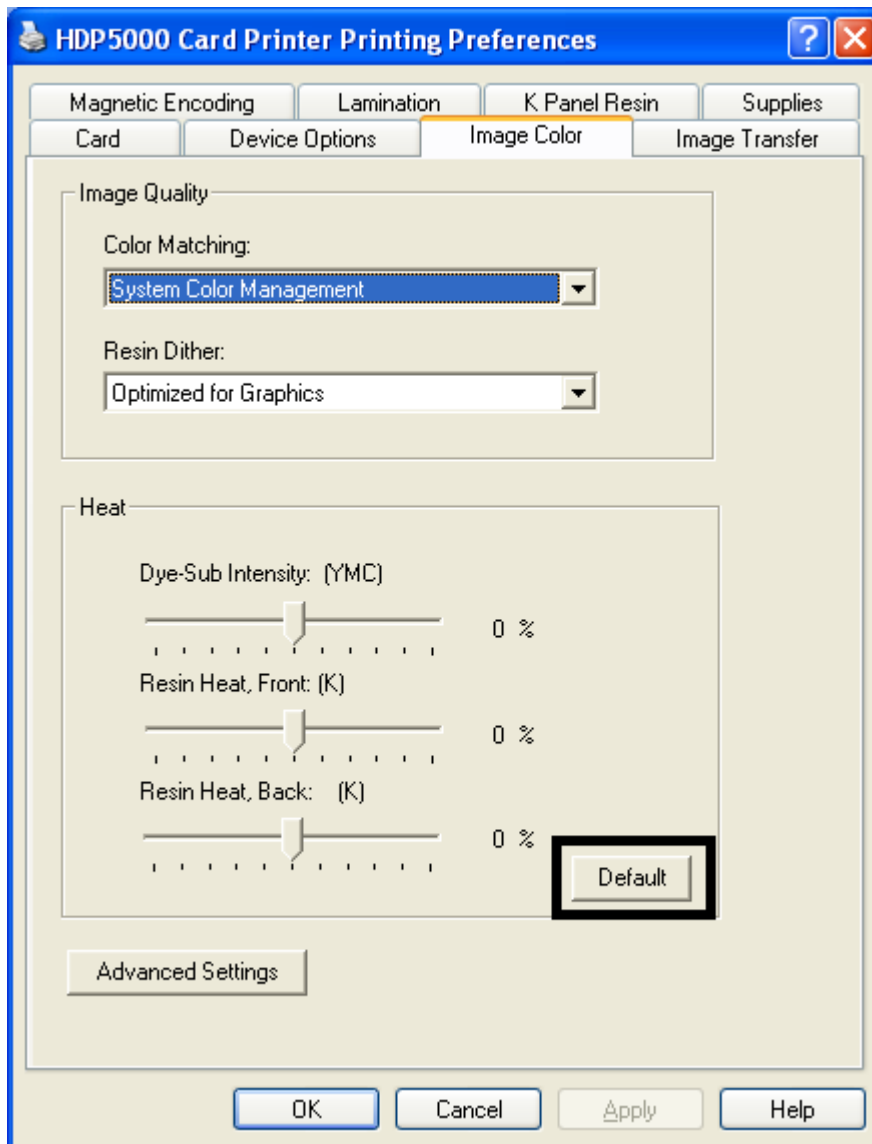 HDP5000 Card Printer Printing Preferences
Magnetic Encoding Lamination K Panel Resin Supplies
Card Device Options Image Color Image Transfer
Image Quality
Color Matching:
System Color Management
Resin Dither:
Optimized for Graphics
Heat
Dye-Sub Intensity: (YMC)
0 %
Resin Heat, Front: (K)
0 %
Resin Heat, Back: (K)
0 %
Default
Advanced Settings
OK Cancel Apply Help